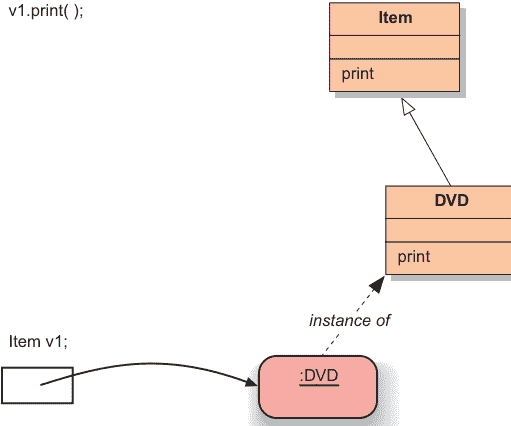 v1.print( );
Item
print
DVD
print
instance of
Item v1;
:DVD